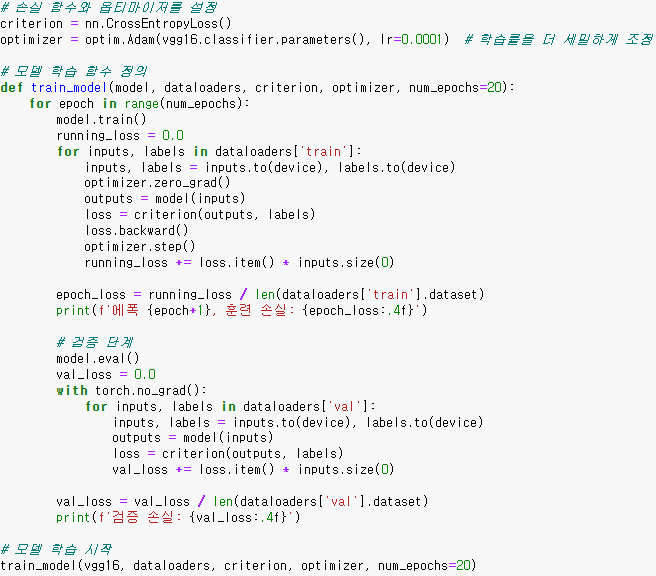 # 손실 함수와 옵티마이저를 설정
criterion = nn.CrossEntropyLoss()
optimizer = optim.Adam(vgg16.classifier.parameters(), lr=0.0001)  # 학습률을 더 세밀하게 조정

# 모델 학습 함수 정의
def train_model(model, dataloaders, criterion, optimizer, num_epochs=20):
    for epoch in range(num_epochs):
        model.train()
        running_loss = 0.0
        for inputs, labels in dataloaders['train']:
            inputs, labels = inputs.to(device), labels.to(device)
            optimizer.zero_grad()
            outputs = model(inputs)
            loss = criterion(outputs, labels)
            loss.backward()
            optimizer.step()
            running_loss += loss.item() * inputs.size(0)

        epoch_loss = running_loss / len(dataloaders['train'].dataset)
        print(f'에폭 {epoch+1}, 훈련 손실: {epoch_loss:.4f}')

        # 검증 단계
        model.eval()
        val_loss = 0.0
        with torch.no_grad():
            for inputs, labels in dataloaders['val']:
                inputs, labels = inputs.to(device), labels.to(device)
                outputs = model(inputs)
                loss = criterion(outputs, labels)
                val_loss += loss.item() * inputs.size(0)

        val_loss = val_loss / len(dataloaders['val'].dataset)
        print(f'검증 손실: {val_loss:.4f}')

# 모델 학습 시작
train_model(vgg16, dataloaders, criterion, optimizer, num_epochs=20)